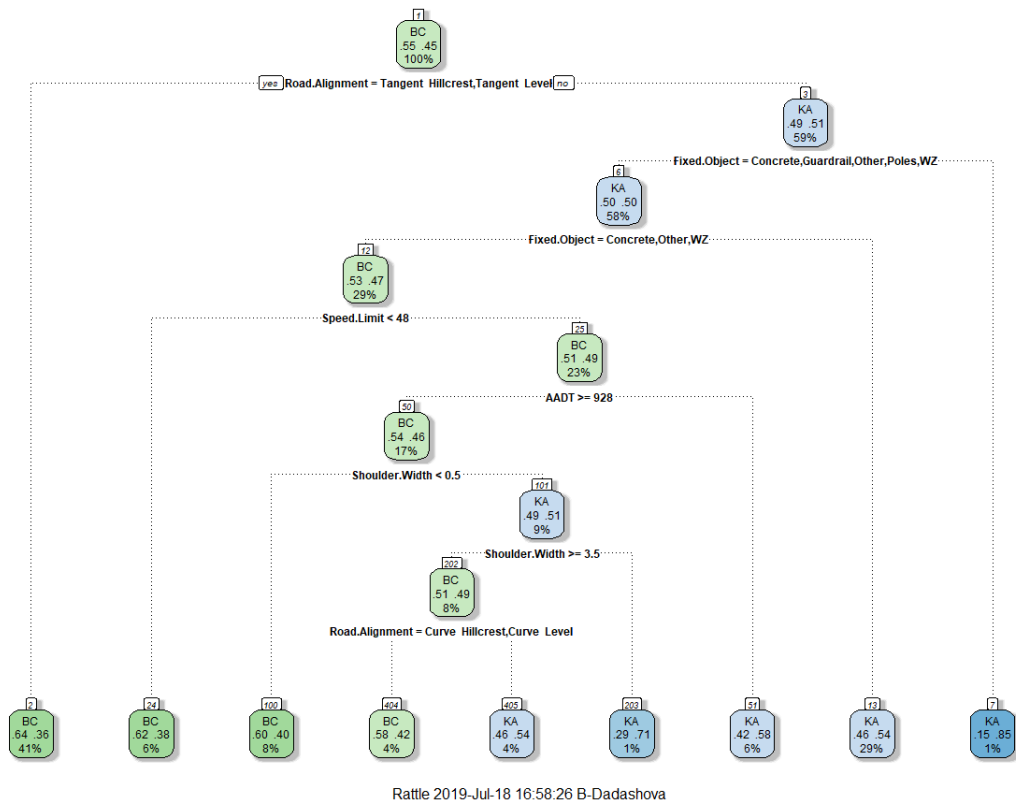 1
BC
.55 .45
100%
yes Road.Alignment = Tangent Hillcrest,Tangent Level no
3
KA
.49 .51
59%
Fixed.Object = Concrete,Guardrail,Other,Poles,WZ
6
KA
.50 .50
58%
Fixed.Object = Concrete,Other,WZ
12
BC
.53 .47
29%
Speed.Limit < 48
25
BC
.51 .49
23%
AADT >= 928
50
BC
.54 .46
17%
Shoulder.Width < 0.5
101
KA
.49 .51
9%
Shoulder.Width >= 3.5
202
BC
.51 .49
8%
Road.Alignment = Curve Hillcrest,Curve Level
2
BC
.64 .36
41%
24
BC
.62 .38
6%
100
BC
.60 .40
8%
404
BC
.58 .42
4%
405
KA
.46 .54
4%
203
KA
.29 .71
1%
51
KA
.42 .58
6%
13
KA
.46 .54
29%
7
KA
.15 .85
1%
Rattle 2019-Jul-18 16:58:26 B-Dadashova